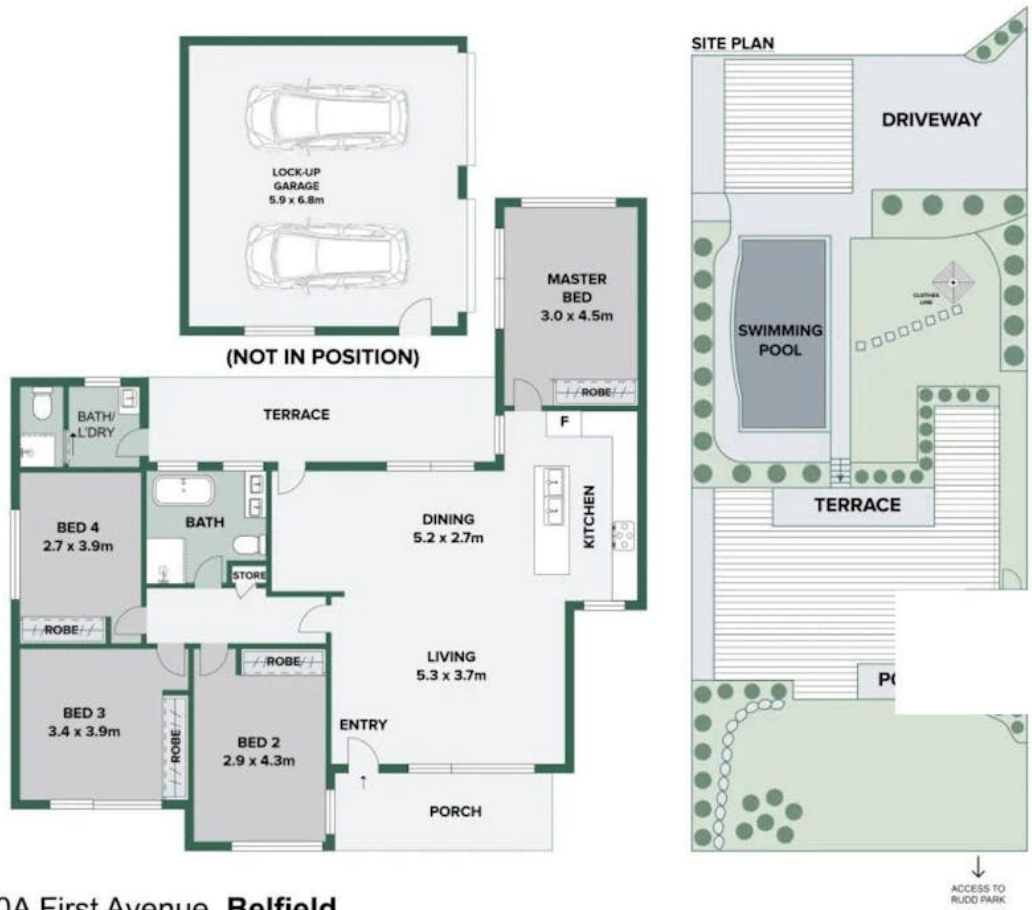 SITE PLAN
DRIVEWAY
LOCK-UP
GARAGE
5.9 x 6.8m
(NOT IN POSITION)
MASTER
BED
3.0 x 4.5m
ROBE
F
KITCHEN
TERRACE
BATH/
L'DRY
BATH
STORE
BED 4
2.7 x 3.9m
ROBE
DINING
5.2 x 2.7m
LIVING
5.3 x 3.7m
ROBE
BED 3
3.4 x 3.9m
ROBE
BED 2
2.9 x 4.3m
ENTRY
PORCH
CLOTHES
LINE
SWIMMING
POOL
TERRACE
ACCESS TO
RUDD PARK
First Avenue, Belfield